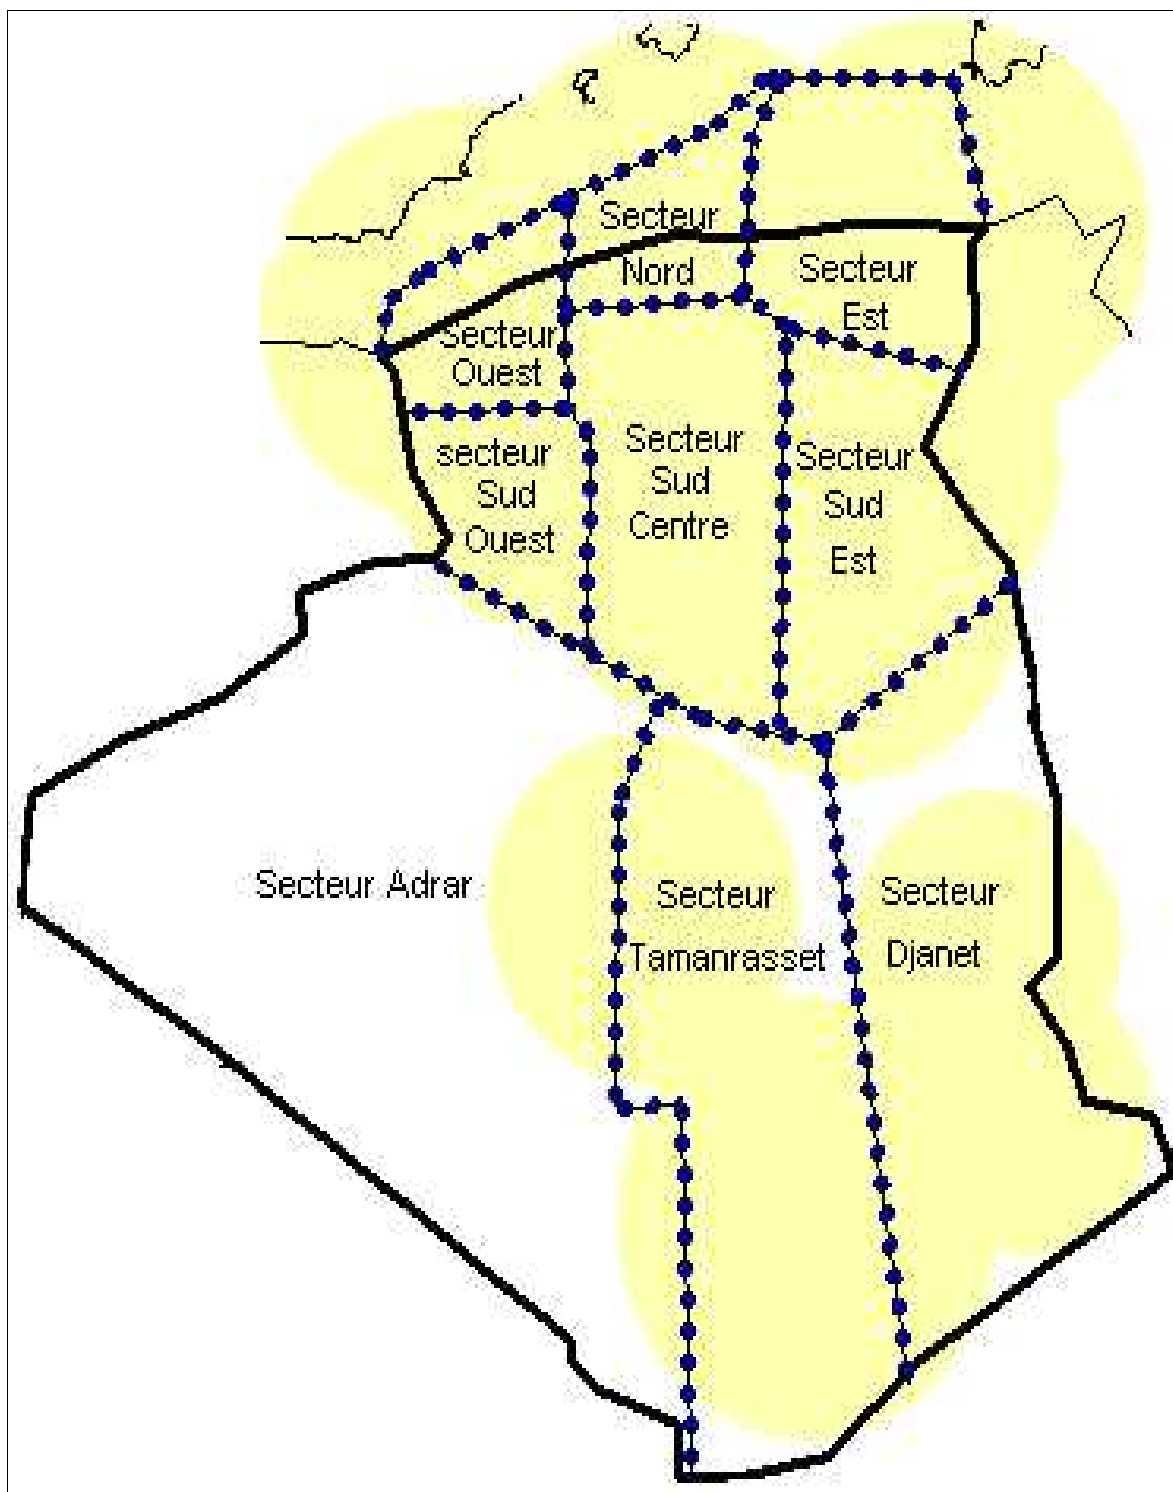 Secteur
Nord
Secteur
Est
Secteur
Ouest
secteur
Sud
Ouest
Secteur
Sud
Centre
Secteur
Sud
Est
Secteur Adrar
Secteur
Tamanrasset
Secteur
Djanet